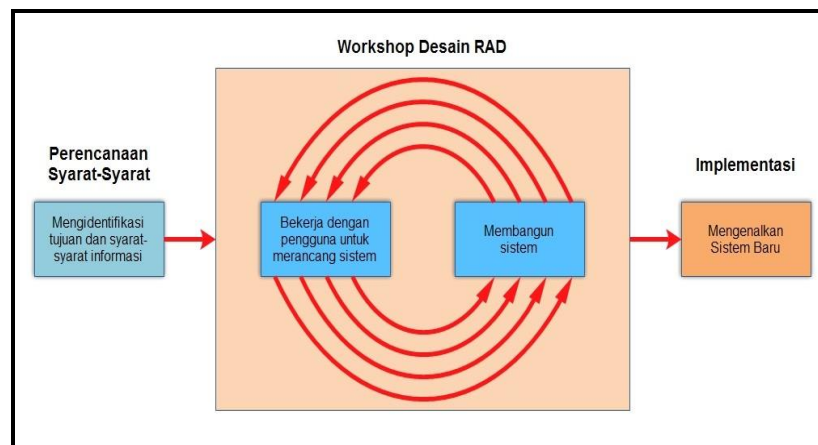 Workshop Desain RAD
Perencanaan
Syarat-Syarat
Mengidentifikasi
tujuan dan syarat-
syarat informasi
Bekerja dengan
pengguna untuk
merancang sistem
Membangun
sistem
Implementasi
Mengenalkan
Sistem Baru